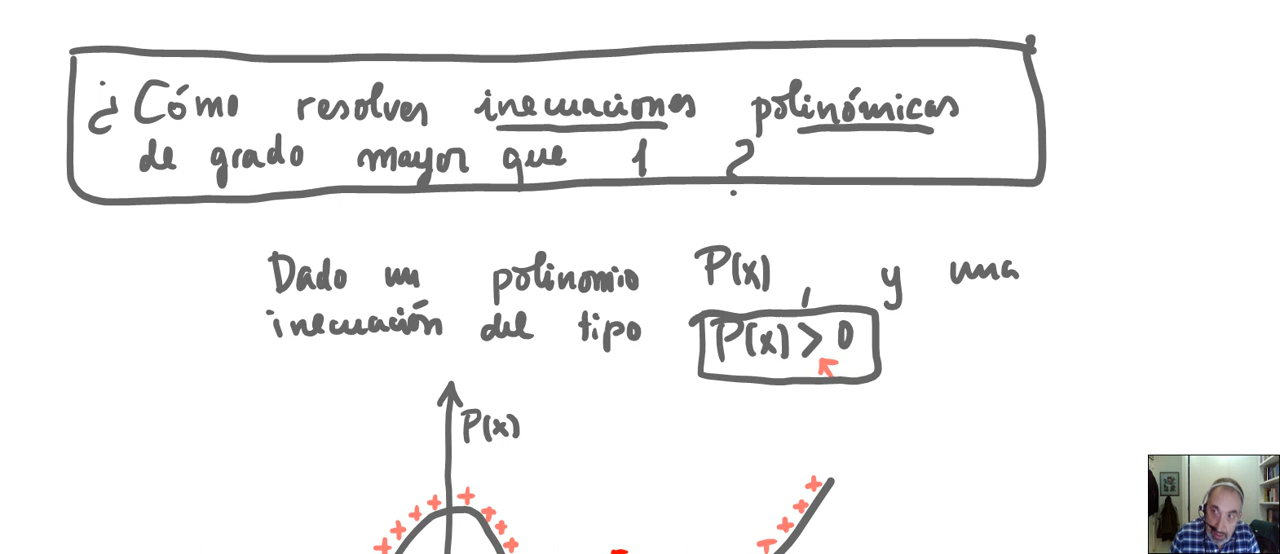 ¿Cómo resolver inecuaciones polinómicas
de grado mayor que 1 ?
Dado un polinomio P(x), y una
inecuación del tipo P(x) > 0
P(x)